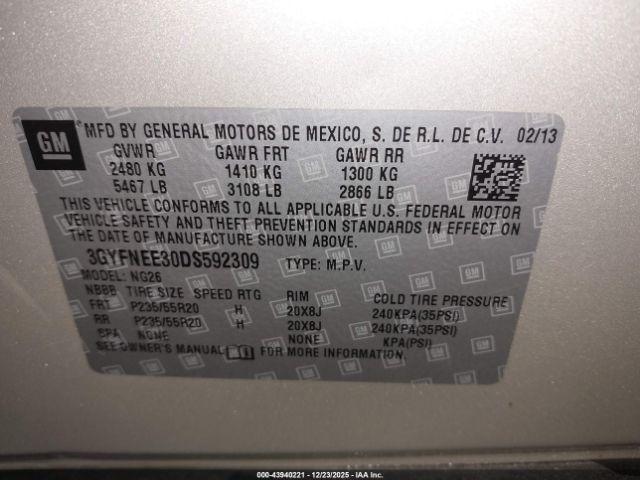 GM MFD BY GENERAL MOTORS DE MEXICO, S. DE R.L. DE C.V. 02/13
GVWR GAWR FRT GAWR RR
2480 KG 1410 KG 1300 KG
5467 LB 3108 LB 2866 LB
THIS VEHICLE CONFORMS TO ALL APPLICABLE U.S. FEDERAL MOTOR
VEHICLE SAFETY AND THEFT PREVENTION STANDARDS IN EFFECT ON
THE DATE OF MANUFACTURE SHOWN ABOVE.
3GYFNEE30DS592309 TYPE: M.P.V.
MODEL: NG26
NBBB TIRE SIZE SPEED RTG RIM COLD TIRE PRESSURE
FRT P235/55R20 H 20X8J 240KPA(35PSI)
RR P235/55R20 H 20X8J 240KPA(35PSI)
SPA NONE NONE KPA(PSI)
SEE OWNER'S MANUAL FOR MORE INFORMATION.
000-43940221 - 12/23/2025 - IAA, Inc.